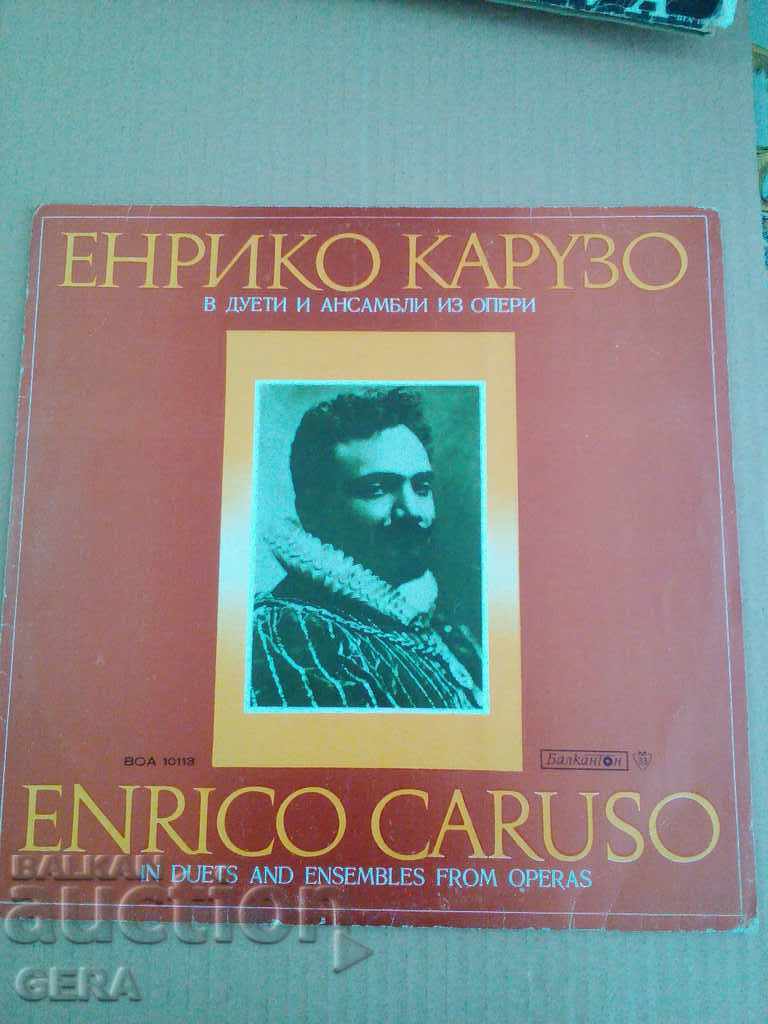 ЕНРИКО КАРУЗО
В ДУЕТИ И АНСАМБЛИ ИЗ ОПЕРИ
ВОА 10113
Балкантон
М 33
ENRICO CARUSO
IN DUETS AND ENSEMBLES FROM OPERAS
BALKAN
auction
GERA